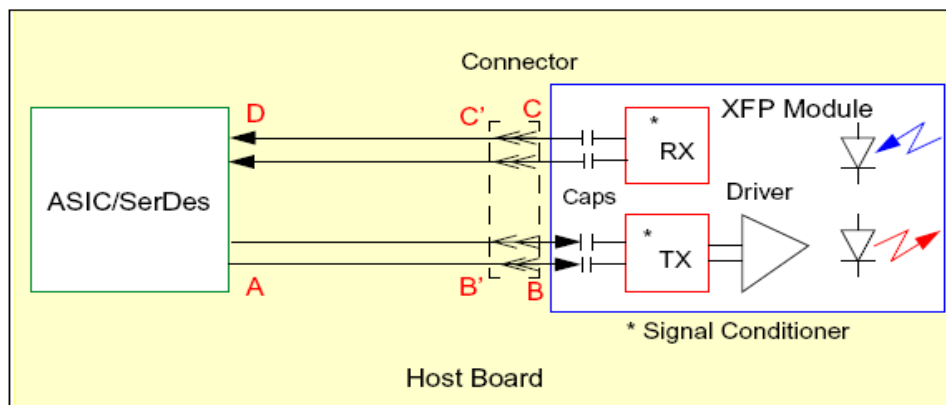 Connector
XFP Module
D
C'
C
*
RX
ASIC/SerDes
Caps
Driver
*
TX
A
B'
B
* Signal Conditioner
Host Board